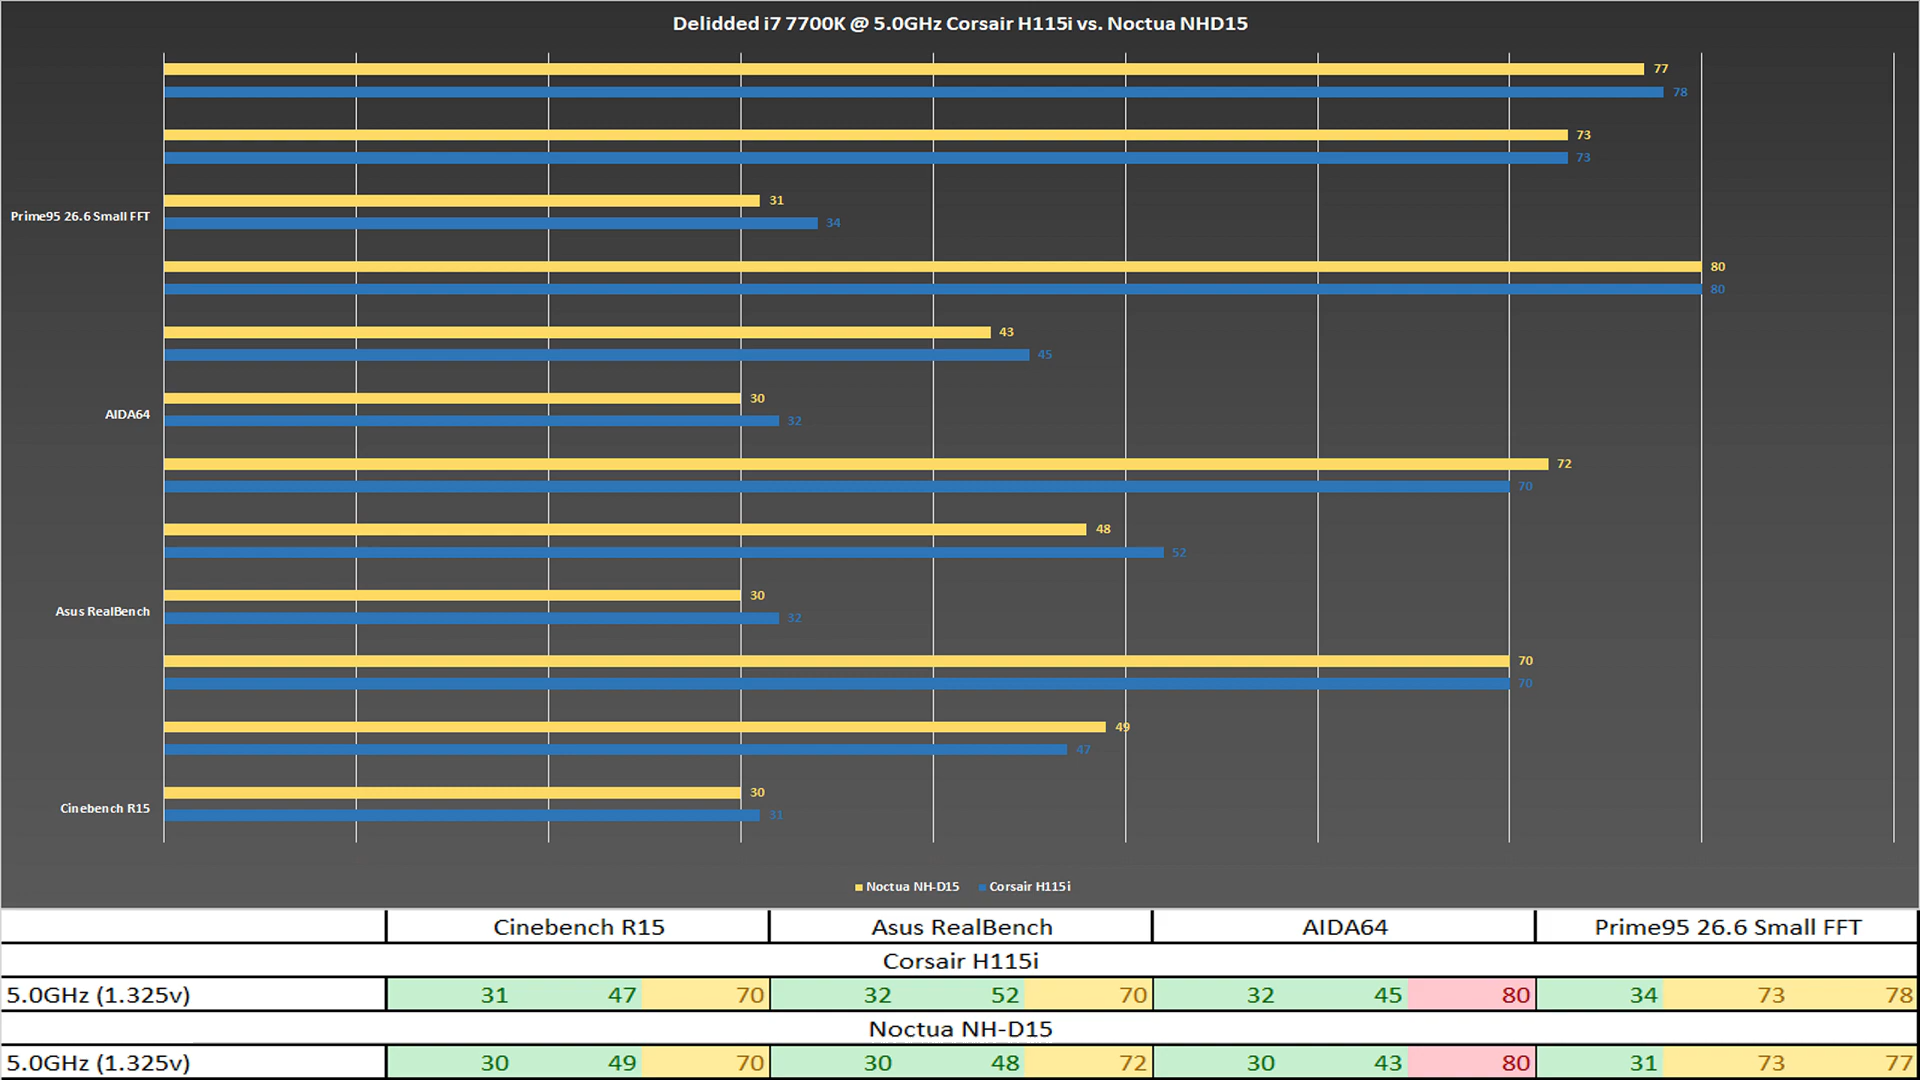 Delidded i7 7700K @ 5.0GHz Corsair H115i vs. Noctua NHD15
77
78
73
73
31
Prime95 26.6 Small FFT
34
80
80
43
45
30
AIDA64
32
72
70
48
52
30
Asus RealBench
32
70
70
49
47
30
Cinebench R15
31
Noctua NH-D15 Corsair H115i
Cinebench R15 Asus RealBench AIDA64 Prime95 26.6 Small FFT
Corsair H115i
5.0GHz (1.325v) 31 47 70 32 52 70 32 45 80 34 73 78
Noctua NH-D15
5.0GHz (1.325v) 30 49 70 30 48 72 30 43 80 31 73 77